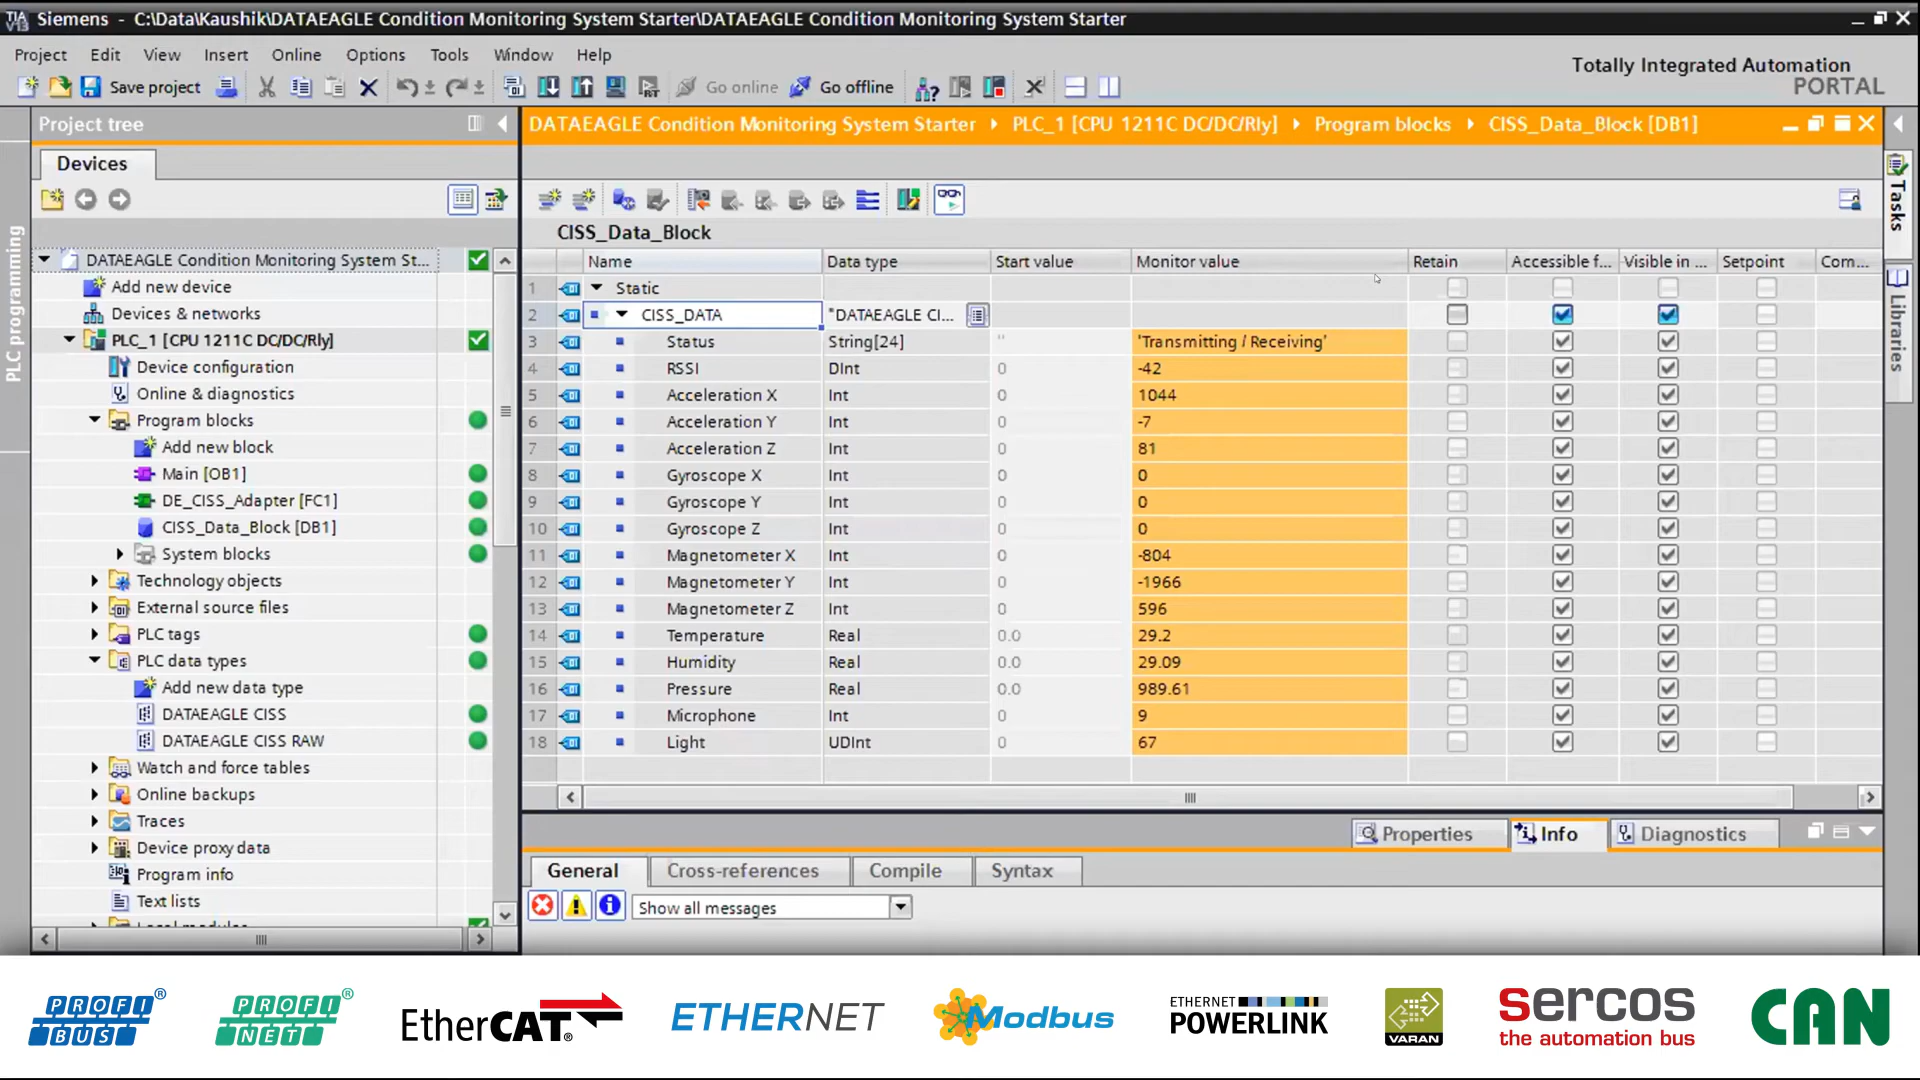 TIA V13 Siemens - C:\Data\Kaushik\DATAEAGLE Condition Monitoring System Starter\DATAEAGLE Condition Monitoring System Starter
Project Edit View Insert Online Options Tools Window Help
Totally Integrated Automation
PORTAL
Save project Go online Go offline
Project tree
DATAEAGLE Condition Monitoring System Starter PLC_1 [CPU 1211C DC/DC/Rly] Program blocks CISS_Data_Block [DB1]
Devices
PLC programming
DATAEAGLE Condition Monitoring System St...
Add new device
Devices & networks
PLC_1 [CPU 1211C DC/DC/Rly]
Device configuration
Online & diagnostics
Program blocks
Add new block
Main [OB1]
DE_CISS_Adapter [FC1]
CISS_Data_Block [DB1]
System blocks
Technology objects
External source files
PLC tags
PLC data types
Add new data type
DATAEAGLE CISS
DATAEAGLE CISS RAW
Watch and force tables
Online backups
Traces
Device proxy data
Program info
Text lists
CISS_Data_Block
Name Data type Start value Monitor value Retain Accessible f... Visible in ... Setpoint Com...
1 Static
2 CISS_DATA "DATAEAGLE CI...
3 Status String[24] '' 'Transmitting / Receiving'
4 RSSI DInt 0 -42
5 Acceleration X Int 0 1044
6 Acceleration Y Int 0 -7
7 Acceleration Z Int 0 81
8 Gyroscope X Int 0 0
9 Gyroscope Y Int 0 0
10 Gyroscope Z Int 0 0
11 Magnetometer X Int 0 -804
12 Magnetometer Y Int 0 -1966
13 Magnetometer Z Int 0 596
14 Temperature Real 0.0 29.2
15 Humidity Real 0.0 29.09
16 Pressure Real 0.0 989.61
17 Microphone Int 0 9
18 Light UDInt 0 67
Tasks
Libraries
Properties Info Diagnostics
General Cross-references Compile Syntax
Show all messages
PROFI BUS ®
PROFI NET ®
EtherCAT®
ETHERNET
Modbus
ETHERNET POWERLINK
VARAN
sercos
the automation bus
CAN